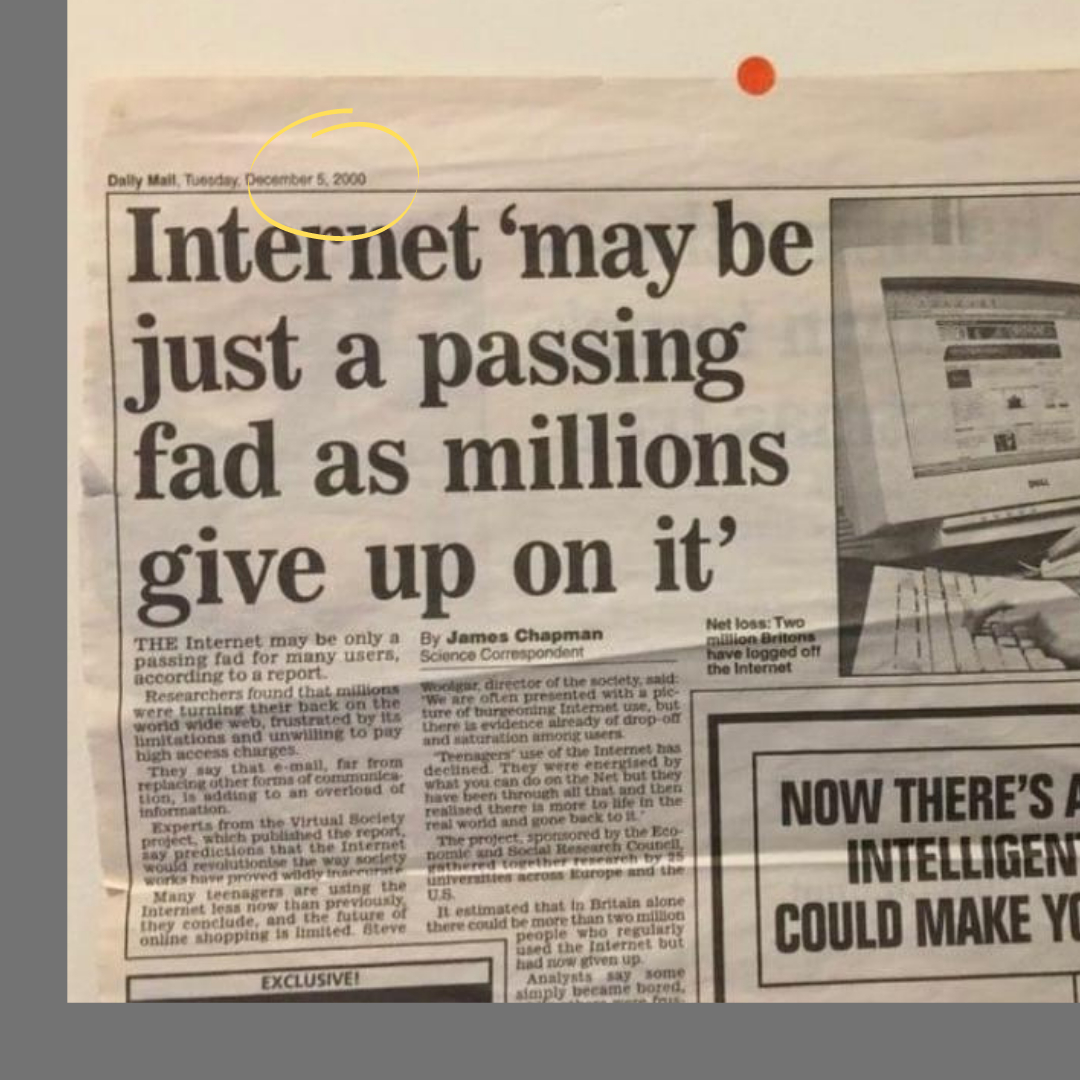 Daily Mail, Tuesday, December 5, 2000
Internet ‘may be
just a passing
fad as millions
give up on it’
THE Internet may be only a
passing fad for many users,
according to a report.
Researchers found that millions
were turning their back on the
world wide web, frustrated by its
limitations and unwilling to pay
high access charges.
They say that e-mail, far from
replacing other forms of communica-
tion, is adding to an overload of
information.
Experts from the Virtual Society
project, which published the report,
say predictions that the Internet
would revolutionise the way society
works have proved wildly inaccurate.
Many teenagers are using the
Internet less now than previously,
they conclude, and the future of
online shopping is limited. Steve
By James Chapman
Science Correspondent
Woolgar, director of the society, said:
‘We are often presented with a pic-
ture of burgeoning Internet use, but
there is evidence already of drop-off
and saturation among users.
‘Teenagers’ use of the Internet has
declined. They were energised by
what you can do on the Net but they
have been through all that and then
realised there is more to life in the
real world and gone back to it.’
The project, sponsored by the Eco-
nomic and Social Research Council,
gathered together research by 25
universities across Europe and the
U.S.
It estimated that in Britain alone
there could be more than two million
people who regularly
used the Internet but
had now given up.
Analysts say some
simply became bored,
Net loss: Two
million Britons
have logged off
the Internet
DELL
EXCLUSIVE!
NOW THERE’S A
INTELLIGENT
COULD MAKE YO